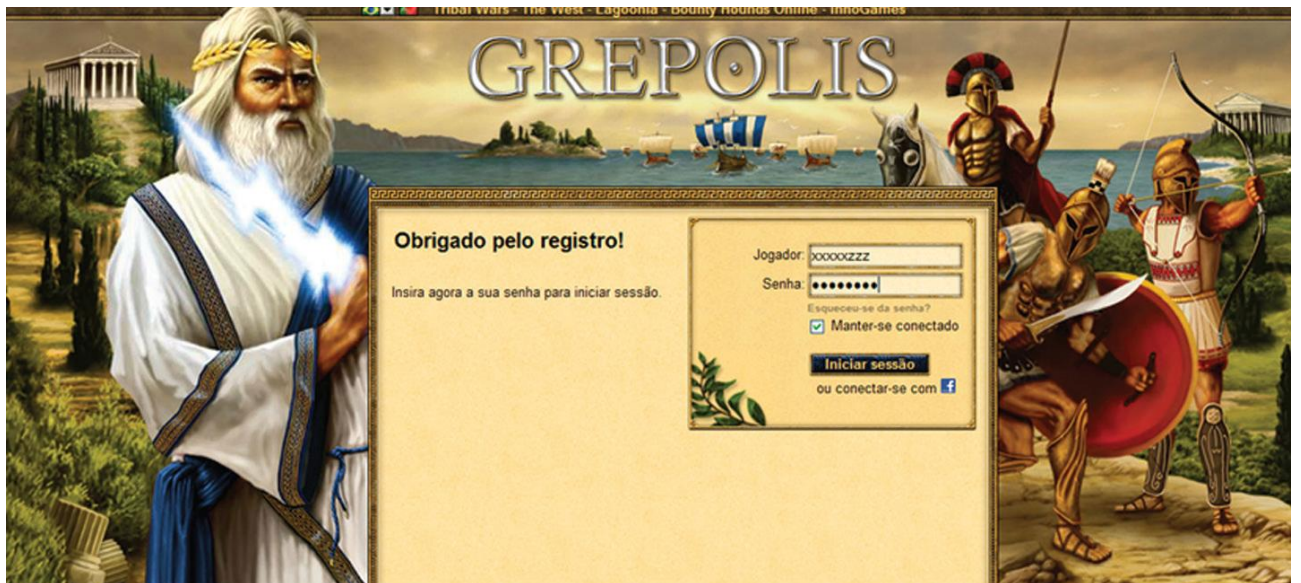 Tribal Wars - The West - Lagoonia - Bounty Hounds Online - InnoGames
GREPOLIS
Obrigado pelo registro!
Insira agora a sua senha para iniciar sessão.
Jogador: xxxxxzzz
Senha: ●●●●●●●●
Esqueceu-se da senha?
Manter-se conectado
Iniciar sessão
ou conectar-se com f